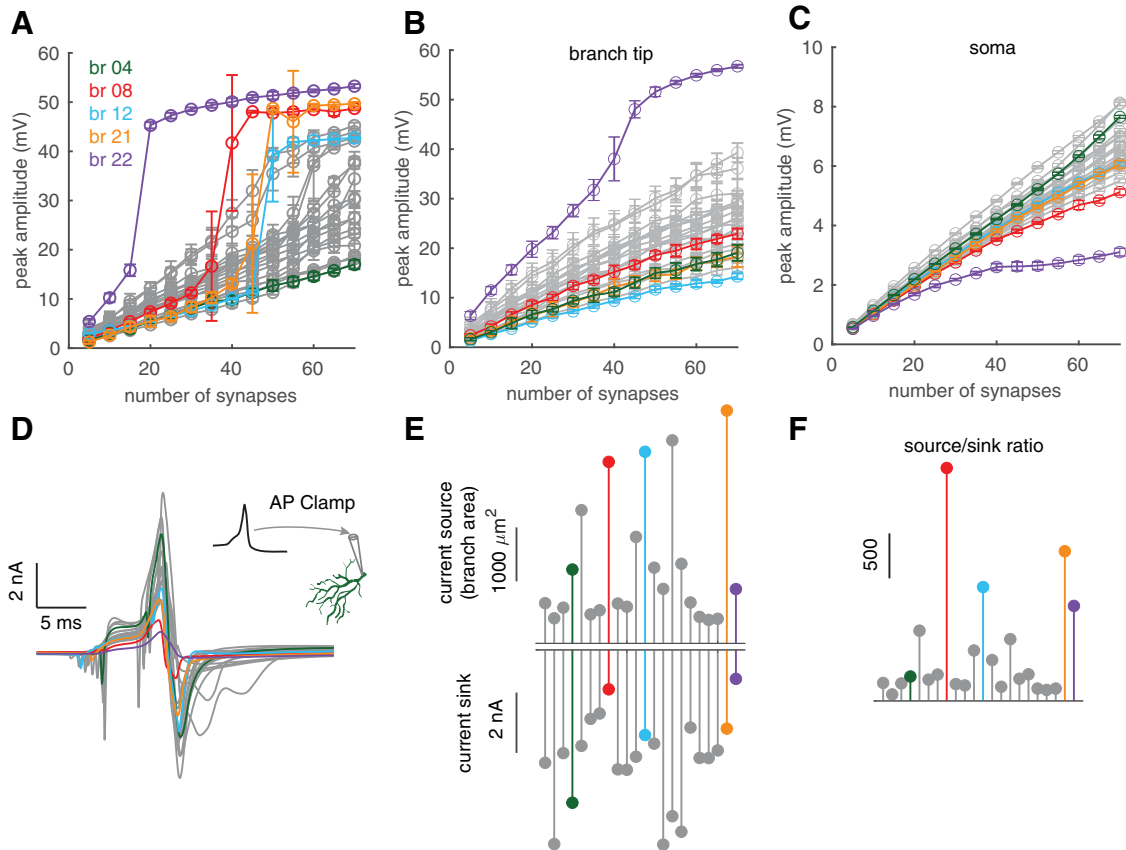 A
60
50
40
30
20
10
0
br 04
br 08
br 12
br 21
br 22
peak amplitude (mV)
0
20
40
60
number of synapses
B
branch tip
60
50
40
30
20
10
0
peak amplitude (mV)
0
20
40
60
number of synapses
C
soma
10
8
6
4
2
0
peak amplitude (mV)
0
20
40
60
number of synapses
D
AP Clamp
2 nA
5 ms
E
current source
(branch area)
1000 μm²
current sink
2 nA
F
source/sink ratio
500